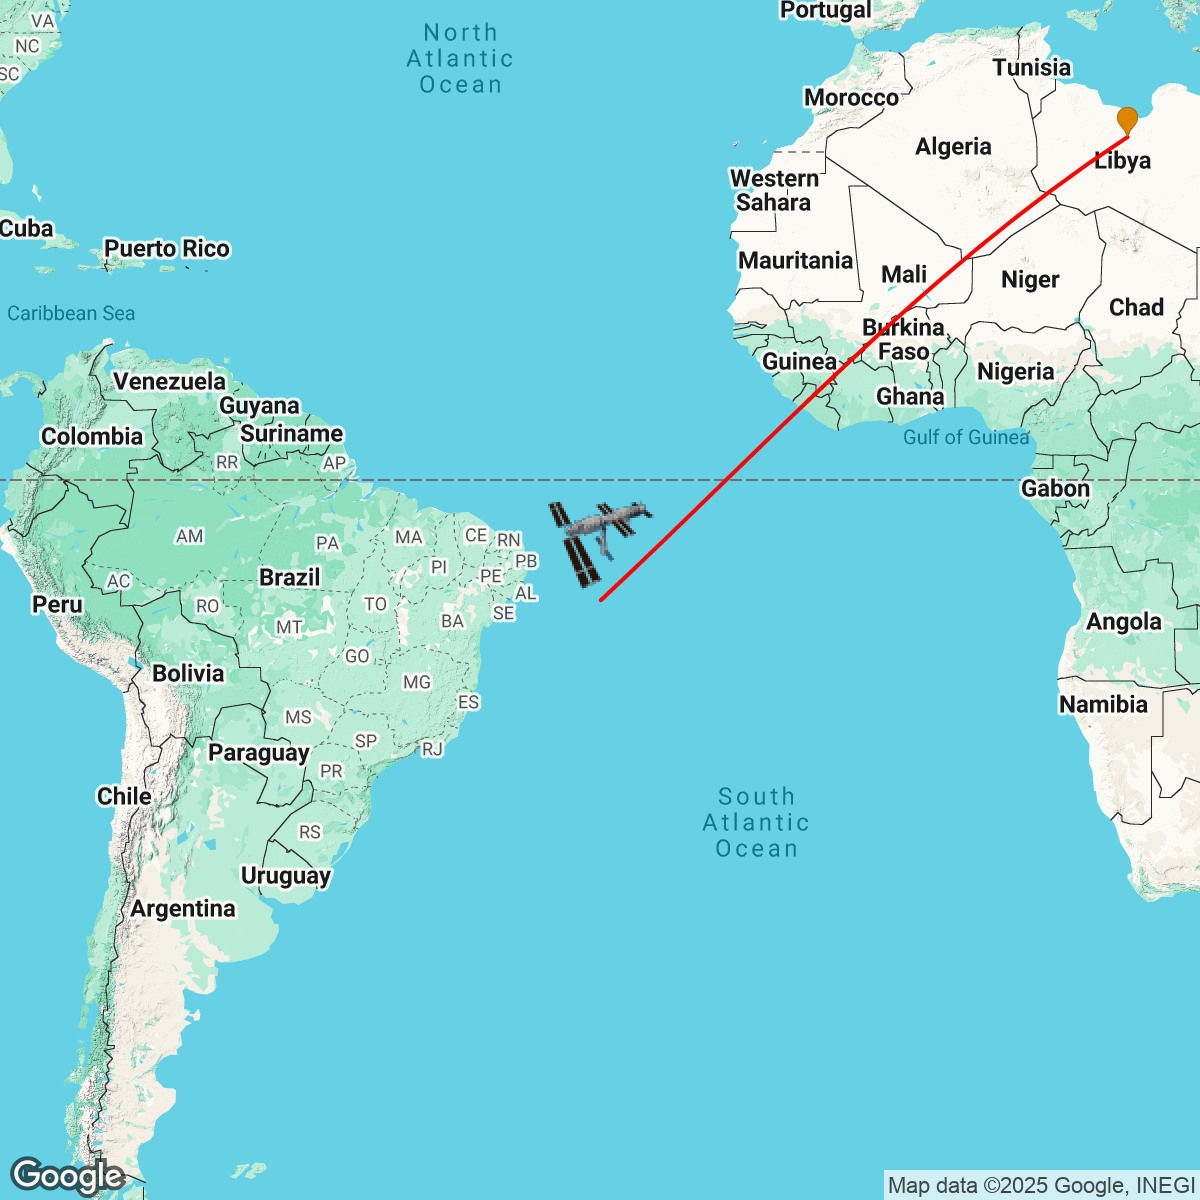 Portugal
VA
North
Atlantic
Ocean
NC
Tunisia
SC
Morocco
Algeria
Libya
Western
Sahara
Cuba
Puerto Rico
Mauritania
Mali
Niger
Chad
Caribbean Sea
Burkina
Faso
Guinea
Nigeria
Venezuela
Ghana
Guyana
Suriname
Colombia
Gulf of Guinea
RR
AP
Gabon
AM
PA
MA
CE
RN
PB
PI
PE
AL
AC
Brazil
RO
TO
SE
Peru
MT
BA
Angola
GO
Bolivia
MG
ES
Namibia
MS
SP
RJ
Paraguay
PR
Chile
South
Atlantic
Ocean
RS
Uruguay
Argentina
Google
Map data ©2025 Google, INEGI